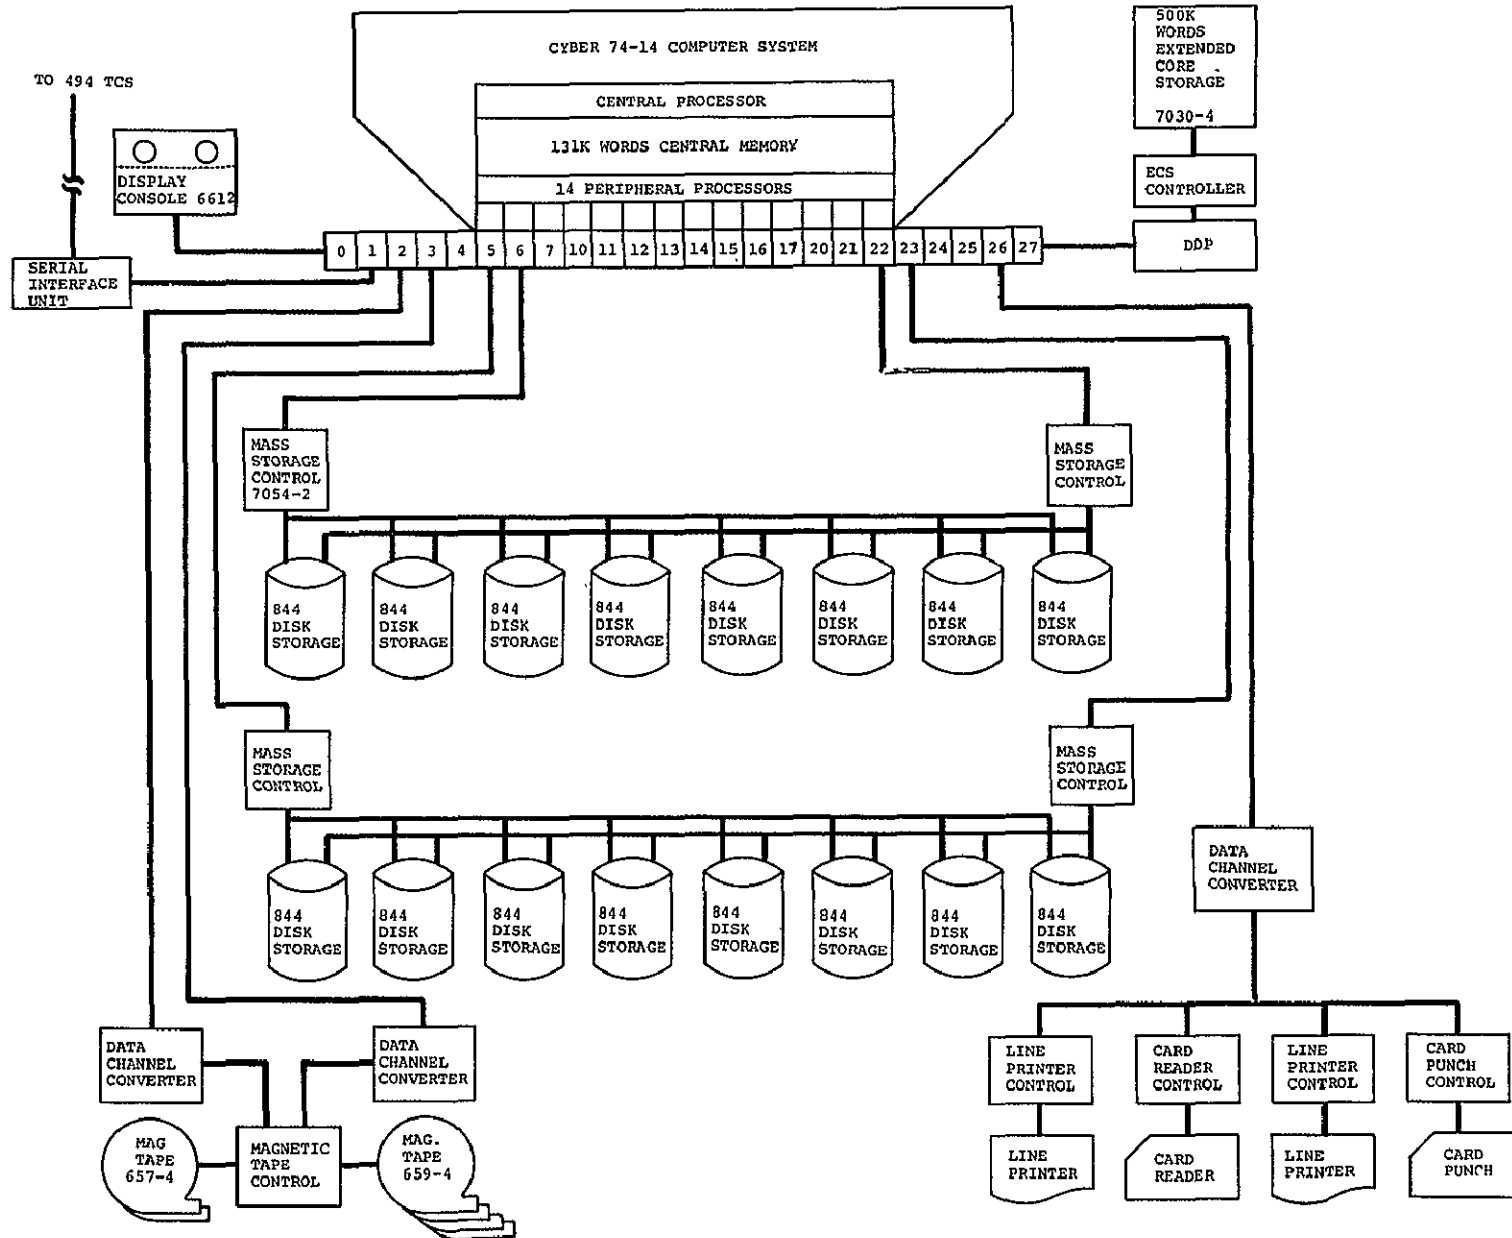 CYBER 74-14 COMPUTER SYSTEM
CENTRAL PROCESSOR
131K WORDS CENTRAL MEMORY
14 PERIPHERAL PROCESSORS
500K
WORDS
EXTENDED
CORE
STORAGE
7030-4
ECS
CONTROLLER
DDP
TO 494 TCS
DISPLAY
CONSOLE 6612
SERIAL
INTERFACE
UNIT
0 1 2 3 4 5 6 7 10 11 12 13 14 15 16 17 20 21 22 23 24 25 26 27
MASS
STORAGE
CONTROL
7054-2
MASS
STORAGE
CONTROL
844
DISK
STORAGE
844
DISK
STORAGE
844
DISK
STORAGE
844
DISK
STORAGE
844
DISK
STORAGE
844
DISK
STORAGE
844
DISK
STORAGE
844
DISK
STORAGE
MASS
STORAGE
CONTROL
MASS
STORAGE
CONTROL
844
DISK
STORAGE
844
DISK
STORAGE
844
DISK
STORAGE
844
DISK
STORAGE
844
DISK
STORAGE
844
DISK
STORAGE
844
DISK
STORAGE
844
DISK
STORAGE
DATA
CHANNEL
CONVERTER
DATA
CHANNEL
CONVERTER
DATA
CHANNEL
CONVERTER
MAG
TAPE
657-4
MAGNETIC
TAPE
CONTROL
MAG.
TAPE
659-4
LINE
PRINTER
CONTROL
CARD
READER
CONTROL
LINE
PRINTER
CONTROL
CARD
PUNCH
CONTROL
LINE
PRINTER
CARD
READER
LINE
PRINTER
CARD
PUNCH